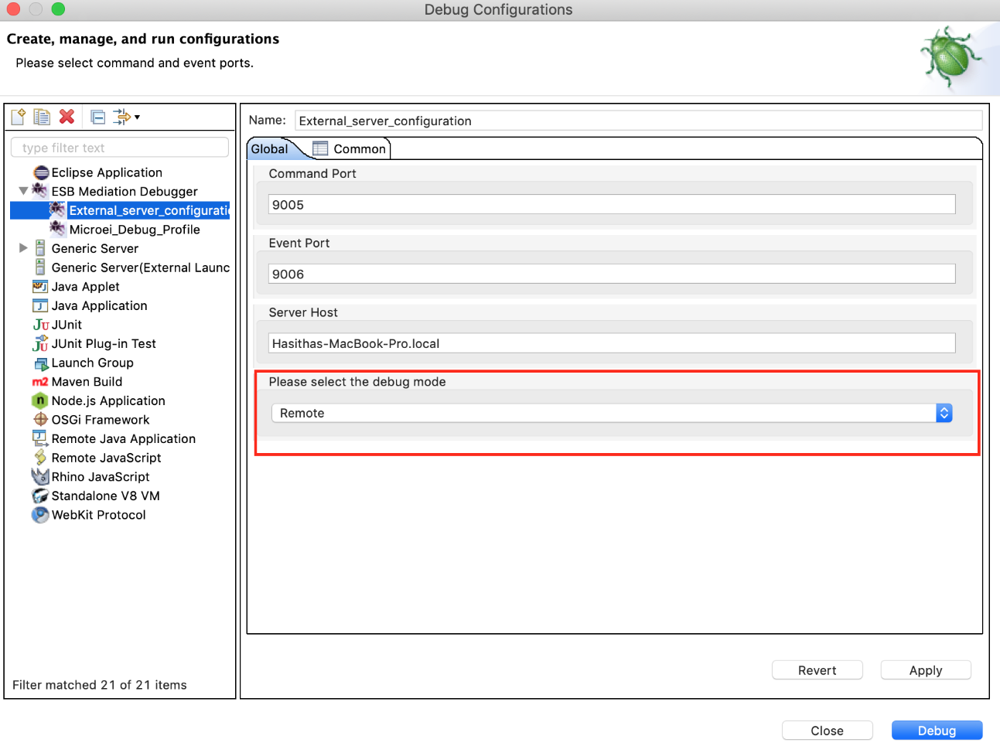 Debug Configurations
Create, manage, and run configurations
Please select command and event ports.
type filter text
Eclipse Application
ESB Mediation Debugger
External_server_configurati
Microei_Debug_Profile
Generic Server
Generic Server(External Launc
Java Applet
Java Application
JUnit
JUnit Plug-in Test
Launch Group
Maven Build
Node.js Application
OSGi Framework
Remote Java Application
Remote JavaScript
Rhino JavaScript
Standalone V8 VM
WebKit Protocol
Filter matched 21 of 21 items
Name: External_server_configuration
Global Common
Command Port
9005
Event Port
9006
Server Host
Hasithas-MacBook-Pro.local
Please select the debug mode
Remote
Revert Apply
Close Debug